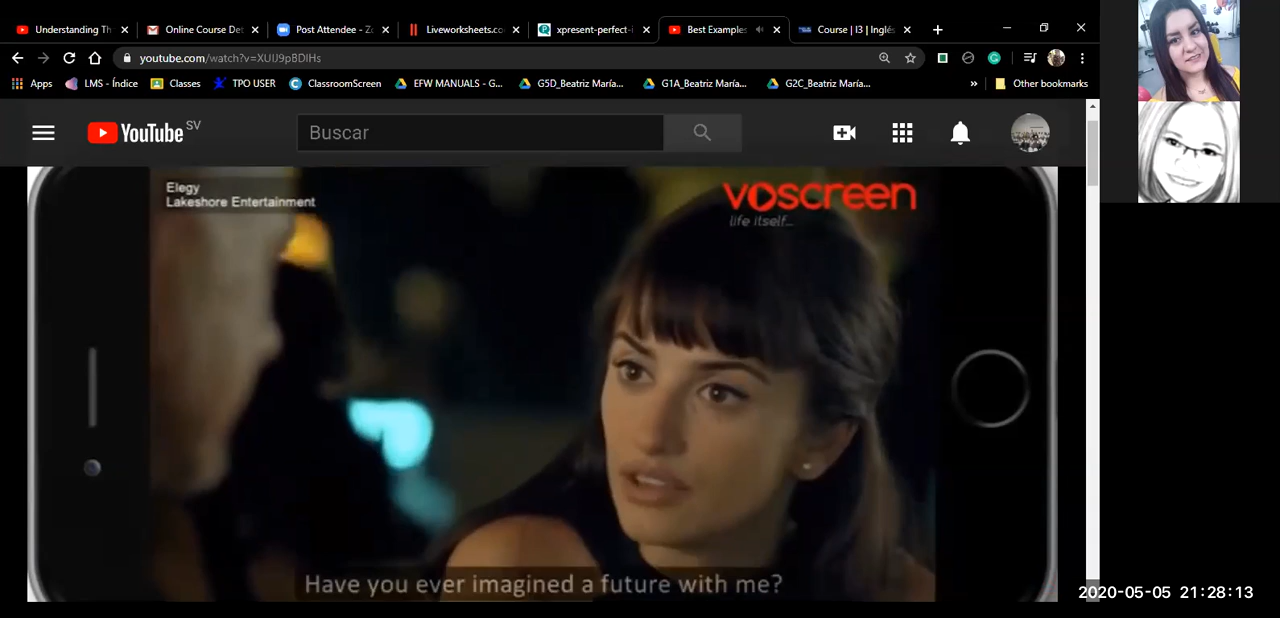 Understanding Th
Online Course Det
Post Attendee - Zo
Liveworksheets.co
xpresent-perfect-i
Best Examples
Course | I3 | Inglés
youtube.com/watch?v=XUlJ9pBDIHs
Apps
LMS - Índice
Classes
TPO USER
ClassroomScreen
EFW MANUALS - G...
G5D_Beatriz María...
G1A_Beatriz María...
G2C_Beatriz María...
»
Other bookmarks
YouTube SV
Buscar
Elegy
Lakeshore Entertainment
voscreen
life itself...
Have you ever imagined a future with me?
2020-05-05 21:28:13